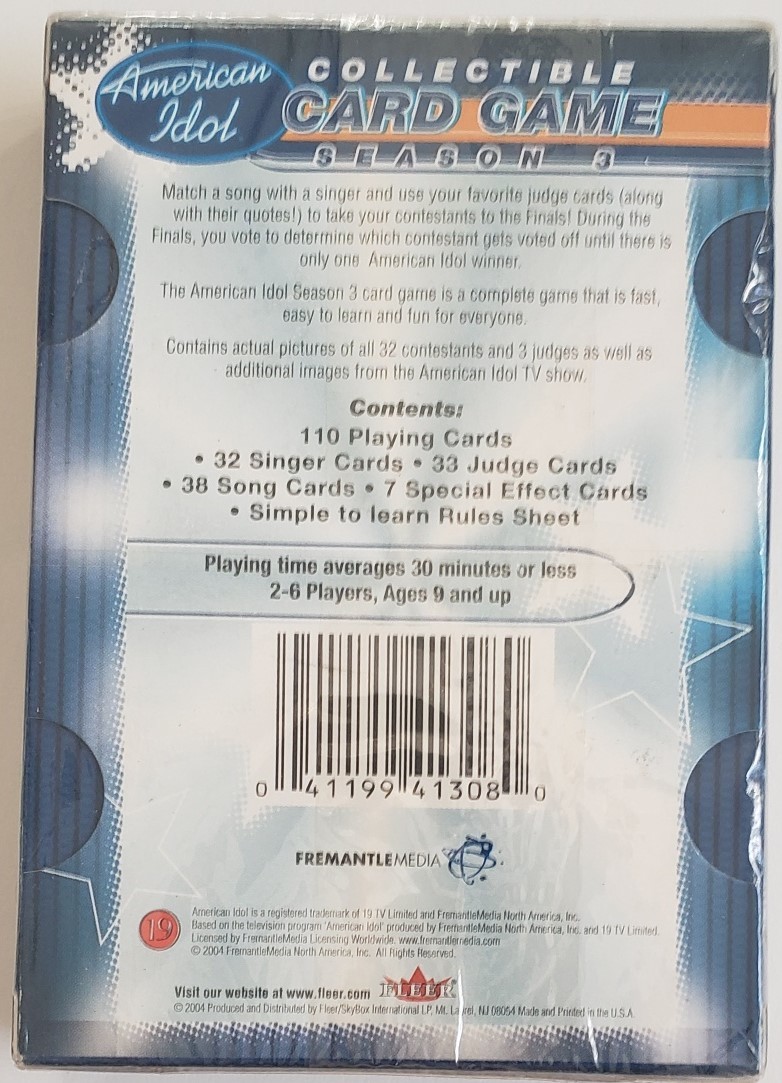 American Idol
COLLECTIBLE
CARD GAME
SEASON 3
Match a song with a singer and use your favorite judge cards (along
with their quotes!) to take your contestants to the Finals! During the
Finals, you vote to determine which contestant gets voted off until there is
only one American Idol winner.
The American Idol Season 3 card game is a complete game that is fast,
easy to learn and fun for everyone.
Contains actual pictures of all 32 contestants and 3 judges as well as
additional images from the American Idol TV show.
Contents:
110 Playing Cards
• 32 Singer Cards • 33 Judge Cards
• 38 Song Cards • 7 Special Effect Cards
• Simple to learn Rules Sheet
Playing time averages 30 minutes or less
2-6 Players, Ages 9 and up
0 41199 41308 0
FREMANTLEMEDIA
19
American Idol is a registered trademark of 19 TV Limited and FremantleMedia North America, Inc.
Based on the television program 'American Idol' produced by FremantleMedia North America, Inc. and 19 TV Limited.
Licensed by FremantleMedia Licensing Worldwide. www.fremantlemedia.com
© 2004 FremantleMedia North America, Inc. All Rights Reserved.
Visit our website at www.fleer.com FLEER
© 2004 Produced and Distributed by Fleer/SkyBox International LP, Mt. Laurel, NJ 08054 Made and Printed in the U.S.A.